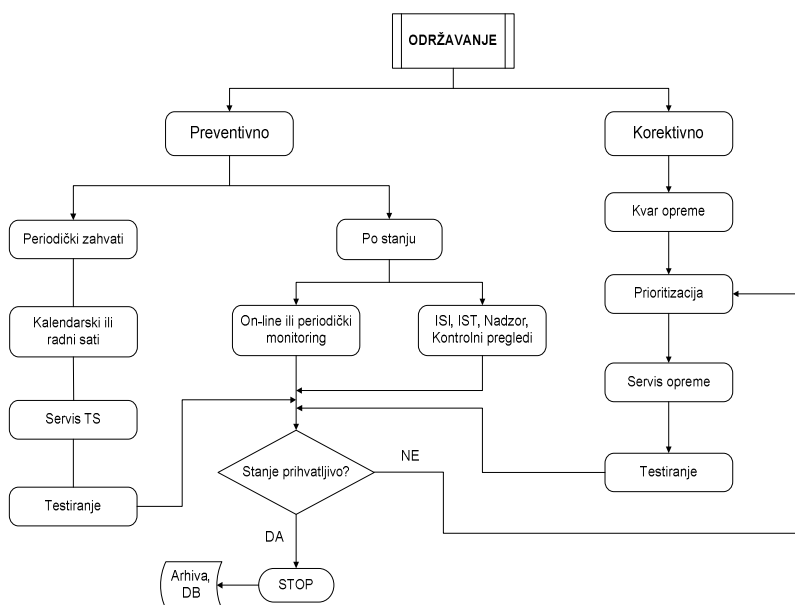 ODRŽAVANJE
Preventivno
Korektivno
Periodički zahvati
Po stanju
Kvar opreme
Kalendarski ili
radni sati
On-line ili periodički
monitoring
ISI, IST, Nadzor,
Kontrolni pregledi
Prioritizacija
Servis TS
Servis opreme
Testiranje
Stanje prihvatljivo?
NE
Testiranje
DA
Arhiva,
DB
STOP